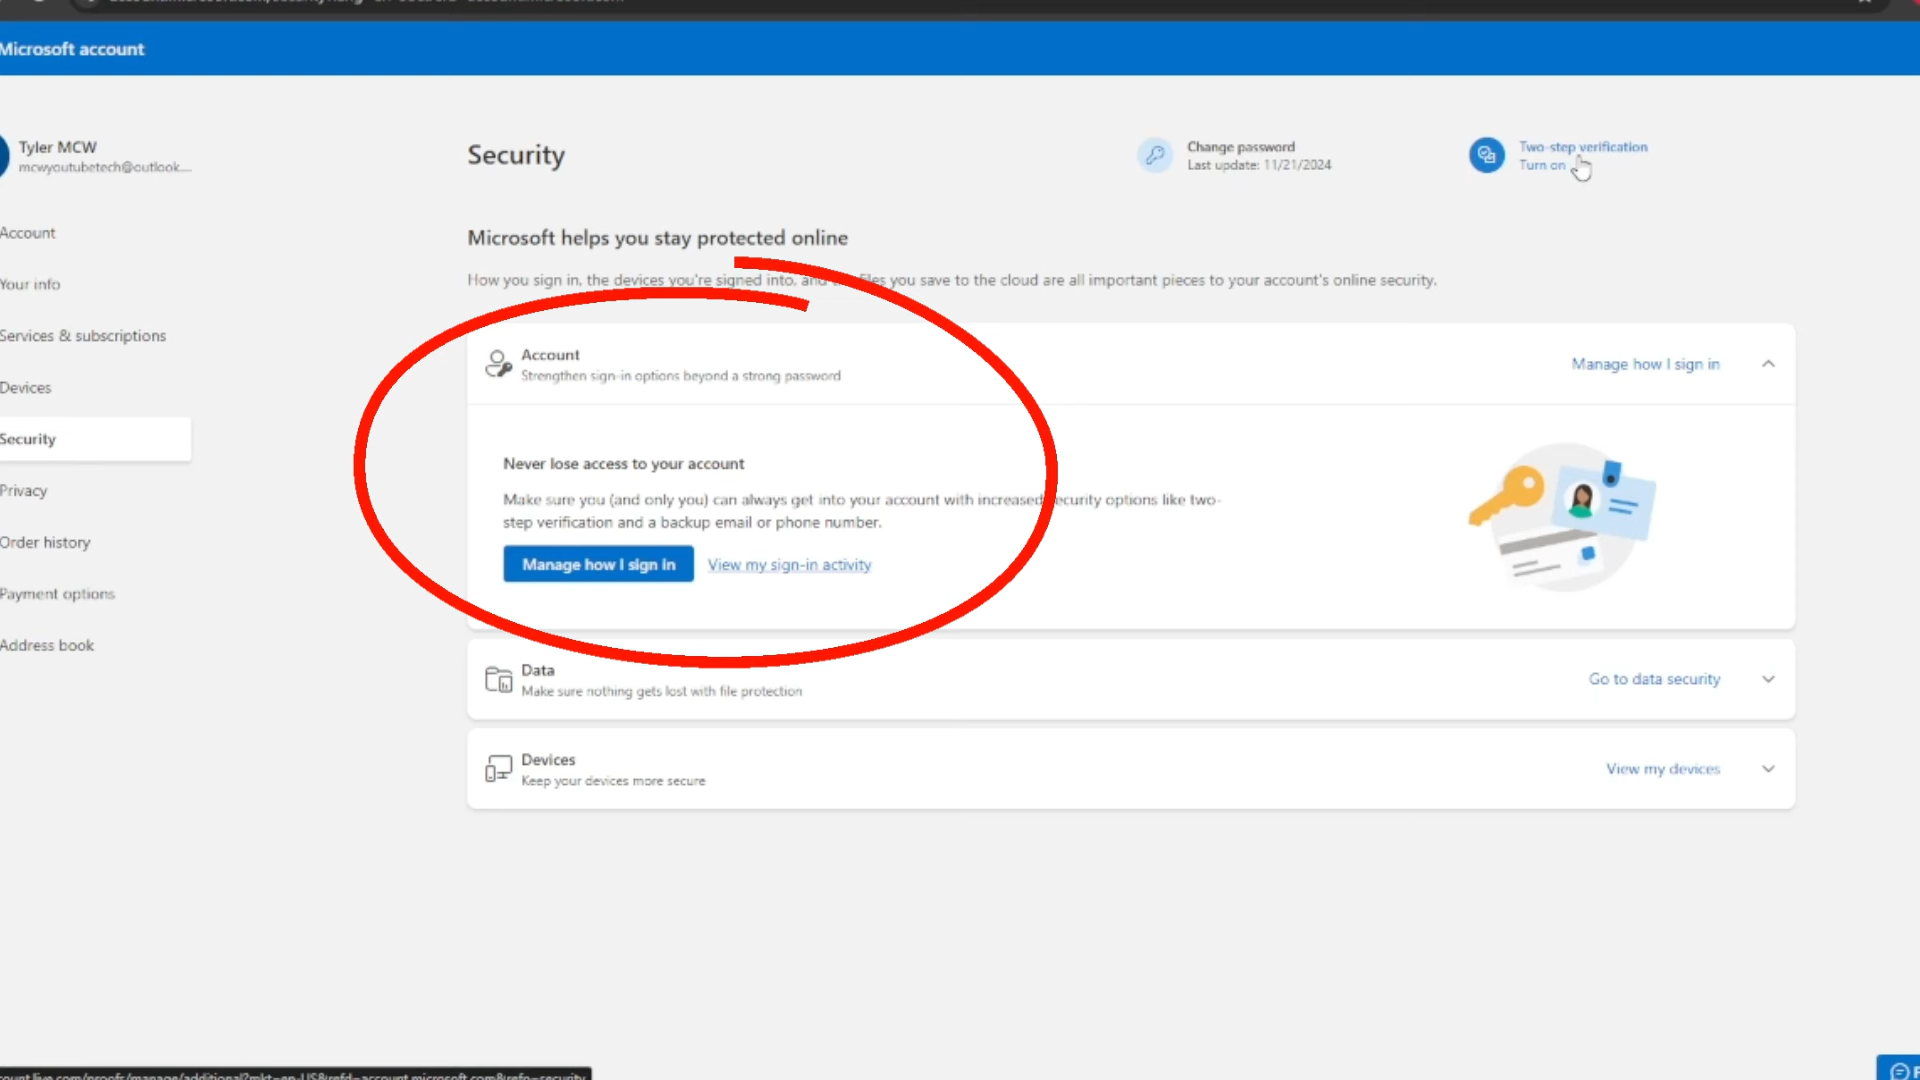 Microsoft account
Tyler MCW
mcwyoutubetech@outlook....
Account
Your info
Services & subscriptions
Devices
Security
Privacy
Order history
Payment options
Address book
Security
Change password
Last update: 11/21/2024
Two-step verification
Turn on
Microsoft helps you stay protected online
How you sign in, the devices you're signed into, and files you save to the cloud are all important pieces to your account's online security.
Account
Strengthen sign-in options beyond a strong password
Manage how I sign in
Never lose access to your account
Make sure you (and only you) can always get into your account with increased security options like two-
step verification and a backup email or phone number.
Manage how I sign in
View my sign-in activity
Data
Make sure nothing gets lost with file protection
Go to data security
Devices
Keep your devices more secure
View my devices